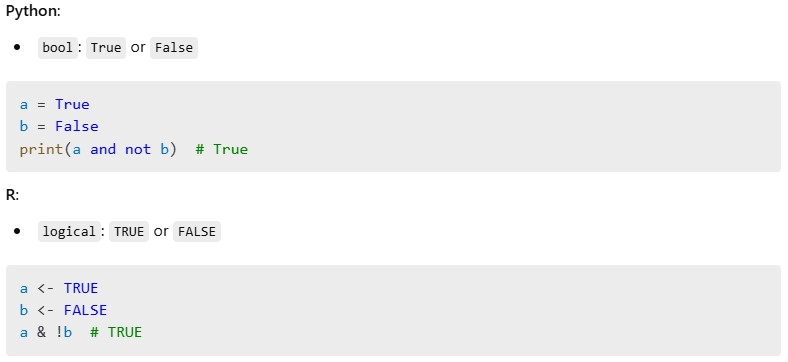 Python:
• bool: True or False
a = True
b = False
print(a and not b)  # True
R:
• logical: TRUE or FALSE
a <- TRUE
b <- FALSE
a & !b  # TRUE